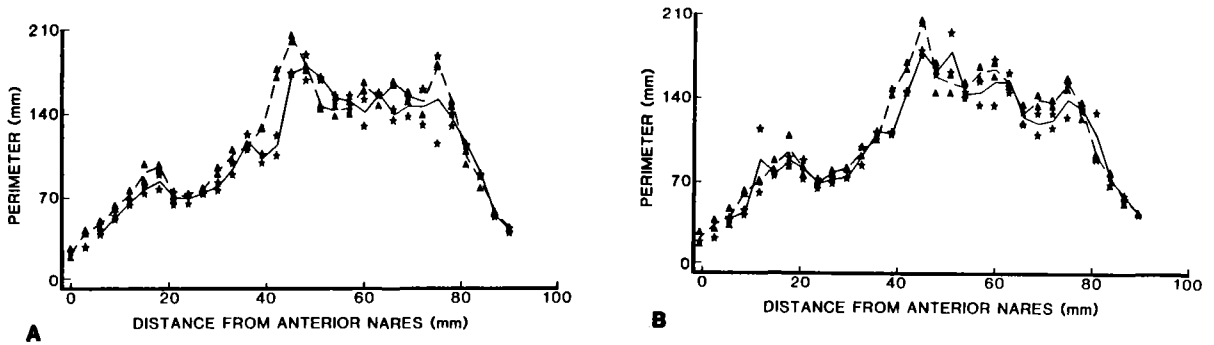 210
140
70
0
PERIMETER (mm)
0 20 40 60 80 100
DISTANCE FROM ANTERIOR NARES (mm)
A
210
140
70
0
PERIMETER (mm)
0 20 40 60 80 100
DISTANCE FROM ANTERIOR NARES (mm)
B